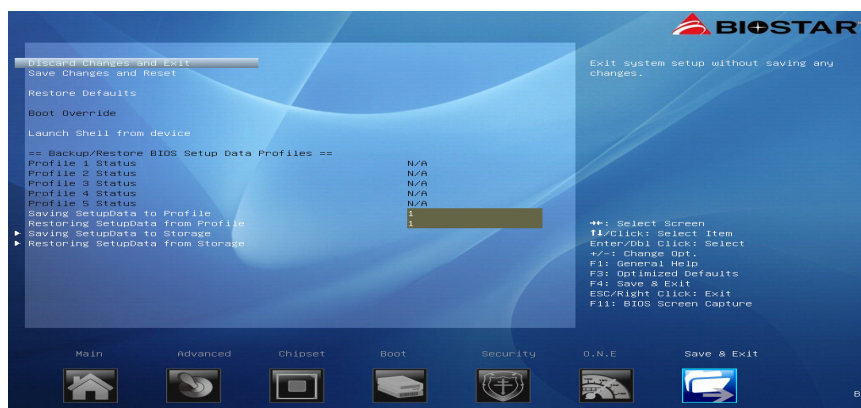 BIOSTAR
Discard Changes and Exit
Save Changes and Reset
Restore Defaults
Boot Override
Launch Shell from device
== Backup/Restore BIOS Setup Data Profiles ==
Profile 1 Status N/A
Profile 2 Status N/A
Profile 3 Status N/A
Profile 4 Status N/A
Profile 5 Status N/A
Saving SetupData to Profile 1
Restoring SetupData from Profile 1
► Saving SetupData to Storage
► Restoring SetupData from Storage
Exit system setup without saving any
changes.
→←: Select Screen
↑↓/Click: Select Item
Enter/Dbl Click: Select
+/-: Change Opt.
F1: General Help
F3: Optimized Defaults
F4: Save & Exit
ESC/Right Click: Exit
F11: BIOS Screen Capture
Main Advanced Chipset Boot Security O.N.E Save & Exit
B